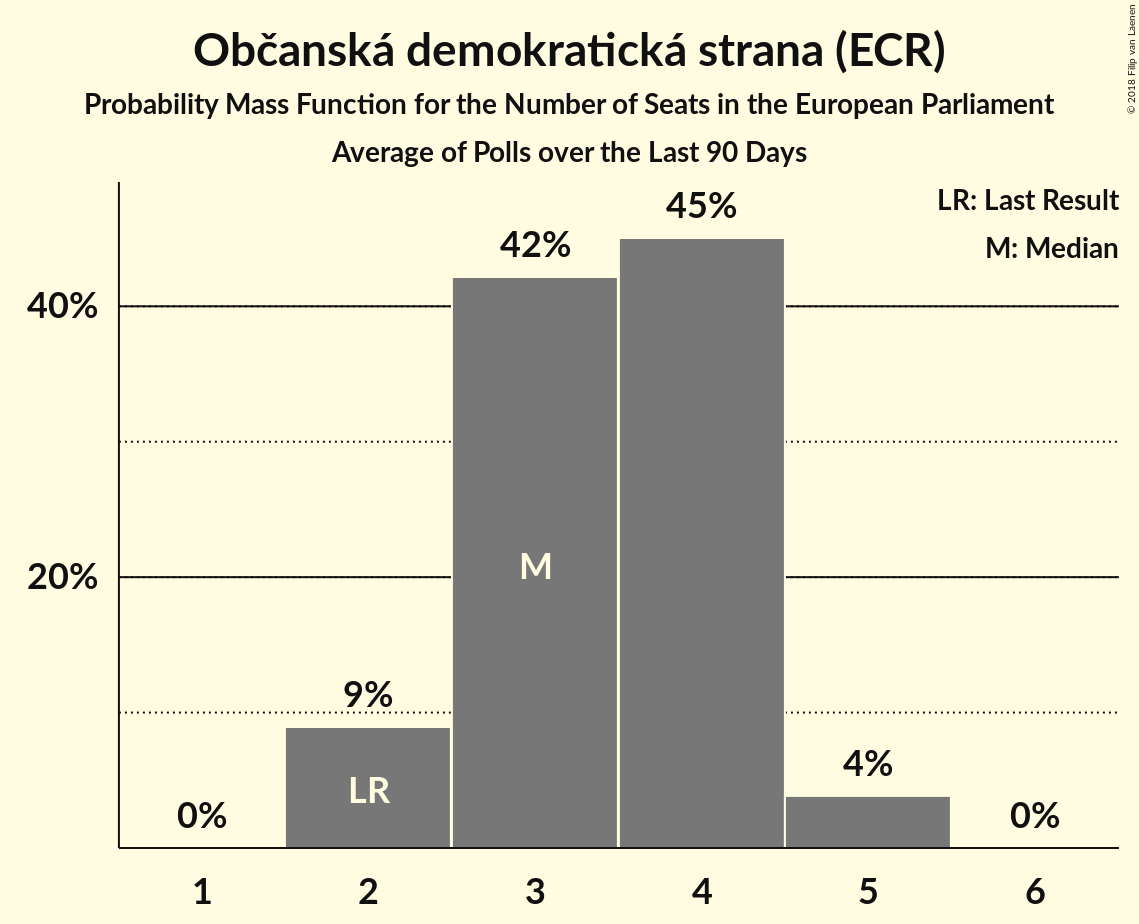 Občanská demokratická strana (ECR)
Probability Mass Function for the Number of Seats in the European Parliament
Average of Polls over the Last 90 Days
© 2018 Filip van Laenen
LR: Last Result
M: Median
45%
42%
40%
M
20%
9%
LR
4%
0%
0%
1 2 3 4 5 6